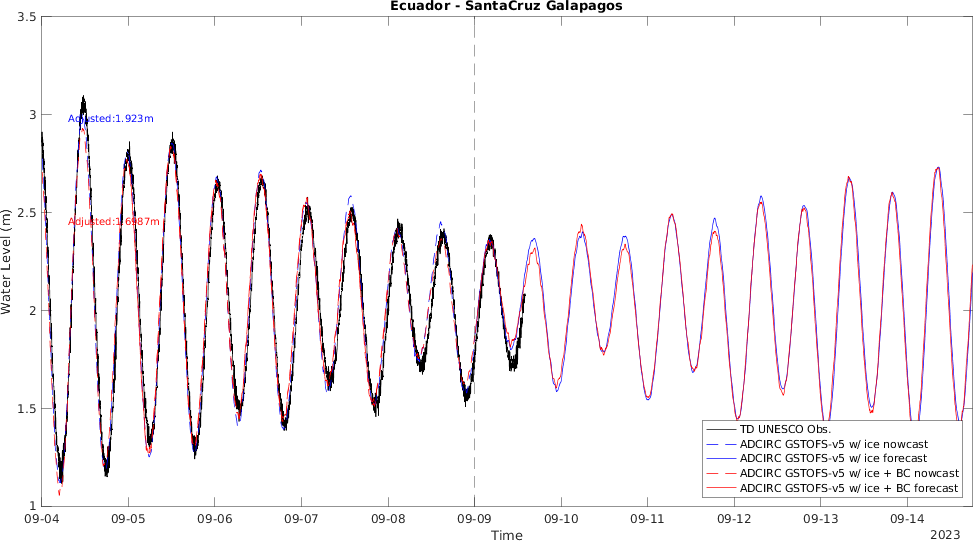 Ecuador - SantaCruz Galapagos
3.5
3
2.5
2
1.5
1
Water Level (m)
Adjusted:1.923m
Adjusted:1.6987m
TD UNESCO Obs.
ADCIRC GSTOFS-v5 w/ ice nowcast
ADCIRC GSTOFS-v5 w/ ice forecast
ADCIRC GSTOFS-v5 w/ ice + BC nowcast
ADCIRC GSTOFS-v5 w/ ice + BC forecast
09-04 09-05 09-06 09-07 09-08 09-09 09-10 09-11 09-12 09-13 09-14
Time
2023